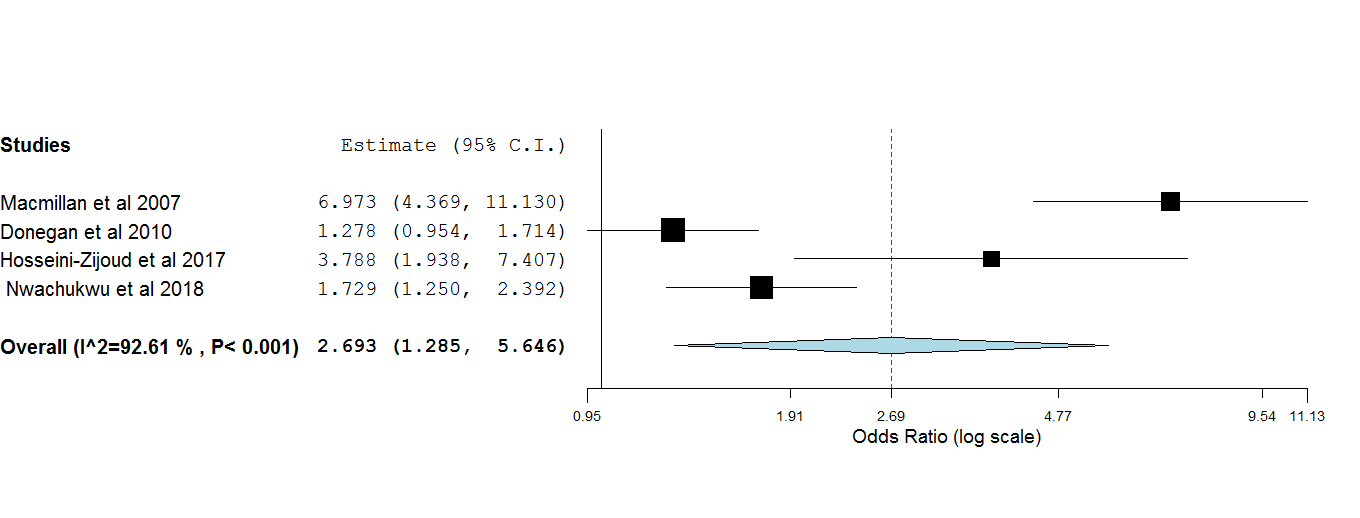 Studies Estimate (95% C.I.)
Macmillan et al 2007 6.973 (4.369, 11.130)
Donegan et al 2010 1.278 (0.954, 1.714)
Hosseini-Zijoud et al 2017 3.788 (1.938, 7.407)
Nwachukwu et al 2018 1.729 (1.250, 2.392)
Overall (I^2=92.61 % , P< 0.001) 2.693 (1.285, 5.646)
0.95 1.91 2.69 4.77 9.54 11.13
Odds Ratio (log scale)